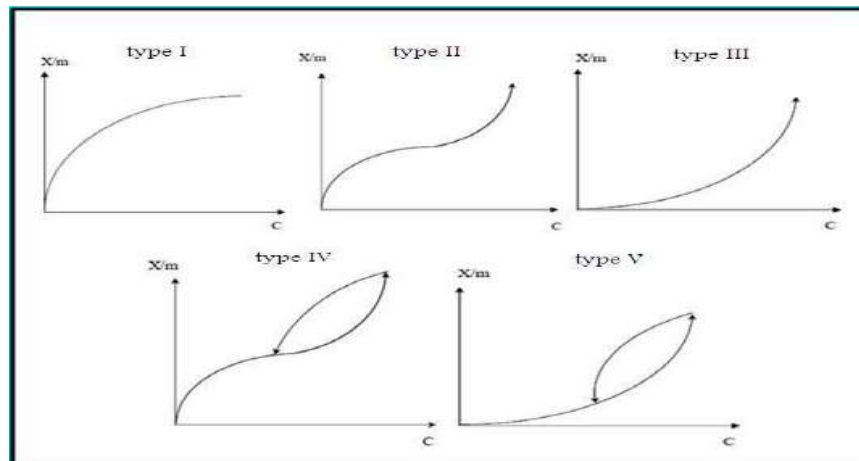 type I
X/m
C
type II
X/m
C
type III
X/m
C
type IV
X/m
C
type V
X/m
C